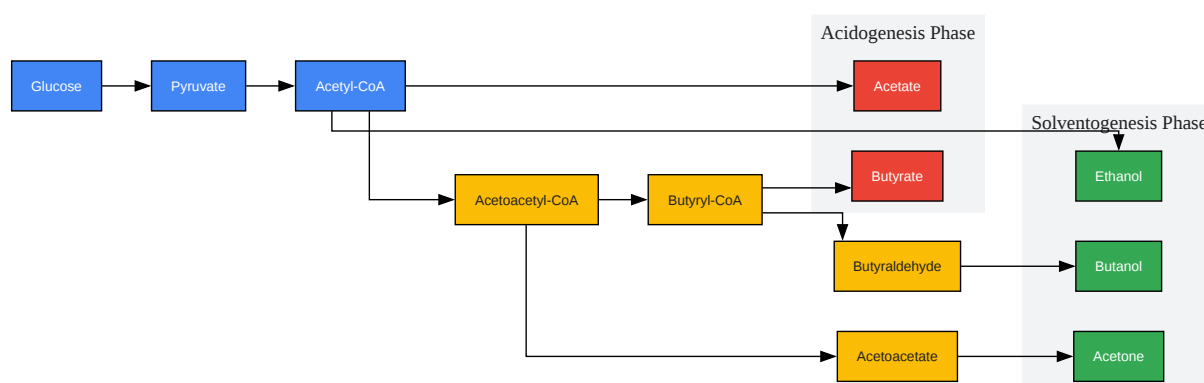 Acidogenesis Phase
Glucose
Pyruvate
Acetyl-CoA
Acetate
Solventogenesis Phase
Butyrate
Ethanol
Acetoacetyl-CoA
Butyryl-CoA
Butyraldehyde
Butanol
Acetoacetate
Acetone